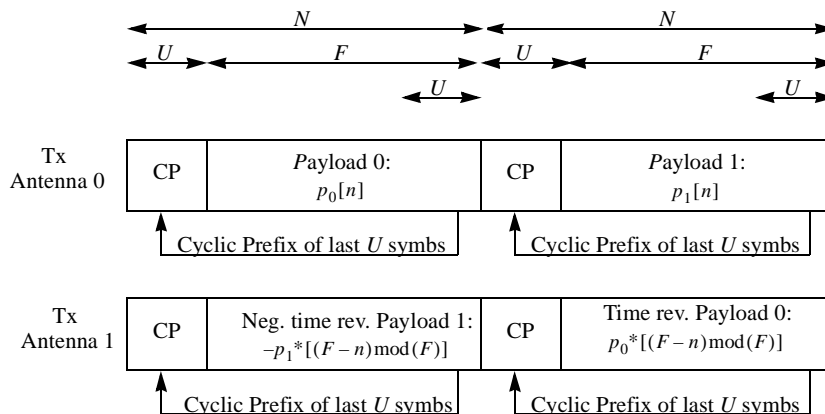 N N
U F U F
U U
Tx
Antenna 0
CP
Payload 0:
p₀[n]
CP
Payload 1:
p₁[n]
Cyclic Prefix of last U symbs
Cyclic Prefix of last U symbs
Tx
Antenna 1
CP
Neg. time rev. Payload 1:
–p₁*[(F – n)mod(F)]
CP
Time rev. Payload 0:
p₀*[(F – n)mod(F)]
Cyclic Prefix of last U symbs
Cyclic Prefix of last U symbs